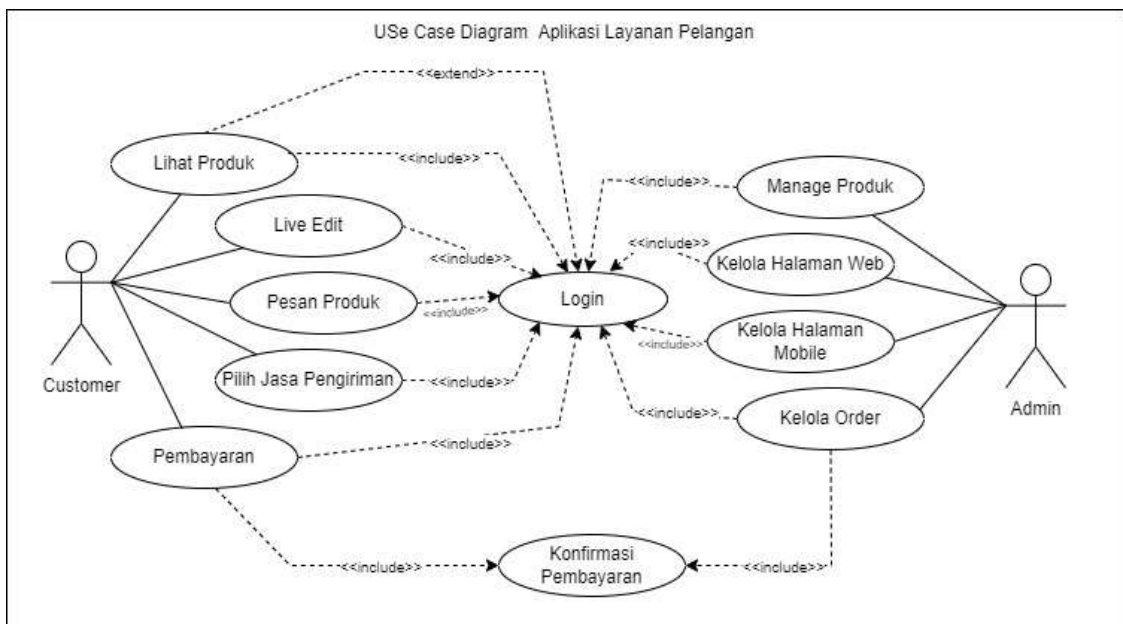 USe Case Diagram Aplikasi Layanan Pelangan
<<extend>>
Lihat Produk
<<include>>
<<include>>
Manage Produk
Live Edit
<<include>>
<<include>>
Kelola Halaman Web
Pesan Produk
<<include>>
Login
<<include>>
Kelola Halaman
Mobile
Customer
Pilih Jasa Pengiriman
<<include>>
<<include>>
Kelola Order
Admin
Pembayaran
<<include>>
<<include>>
Konfirmasi
Pembayaran
<<include>>